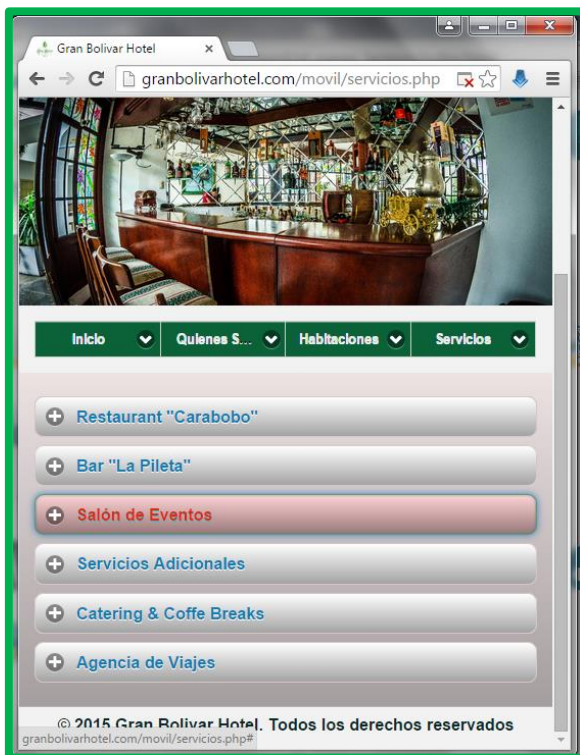 Gran Bolivar Hotel
granbolivarhotel.com/movil/servicios.php
Inicio
Quienes S...
Habitaciones
Servicios
Restaurant "Carabobo"
Bar "La Pileta"
Salón de Eventos
Servicios Adicionales
Catering & Coffe Breaks
Agencia de Viajes
© 2015 Gran Bolivar Hotel. Todos los derechos reservados
granbolivarhotel.com/movil/servicios.php#